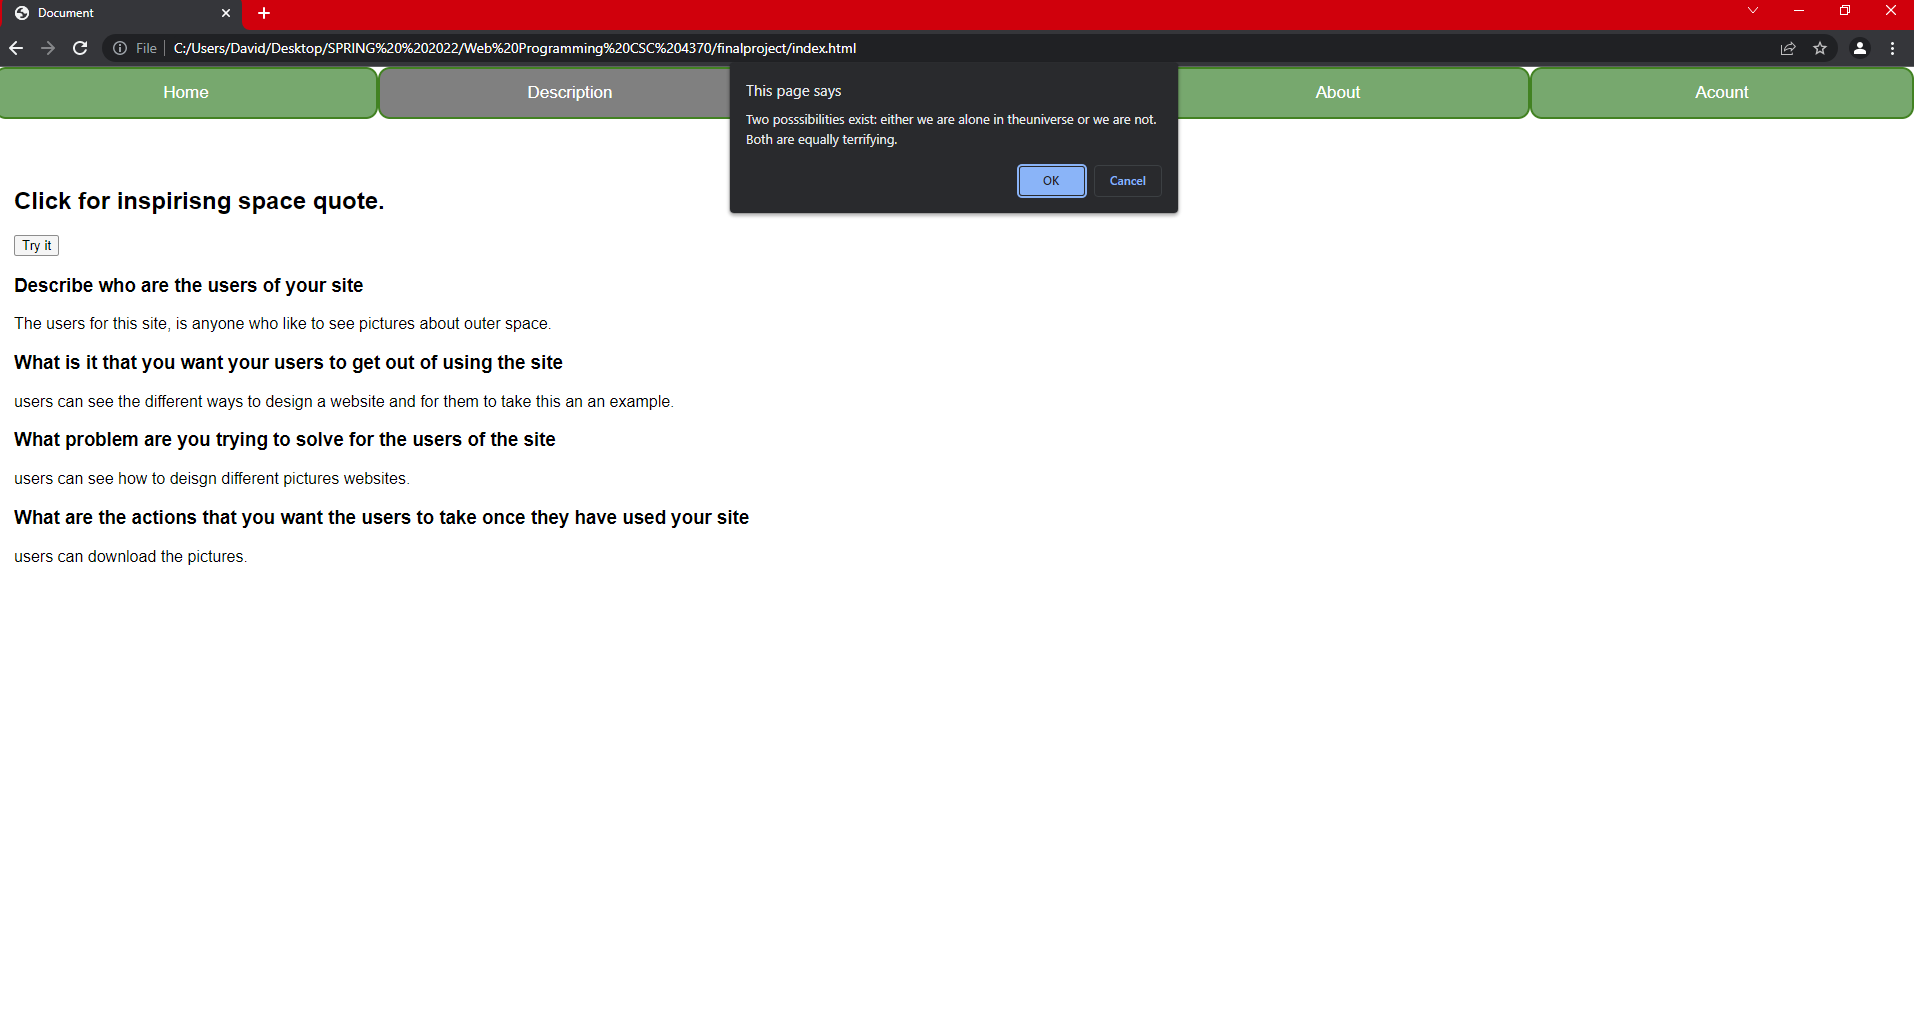 Document
File C:/Users/David/Desktop/SPRING%20%202022/Web%20Programming%20CSC%204370/finalproject/index.html
Home Description About Acount
This page says
Two posssibilities exist: either we are alone in theuniverse or we are not.
Both are equally terrifying.
OK Cancel
Click for inspirisng space quote.
Try it
Describe who are the users of your site
The users for this site, is anyone who like to see pictures about outer space.
What is it that you want your users to get out of using the site
users can see the different ways to design a website and for them to take this an an example.
What problem are you trying to solve for the users of the site
users can see how to deisgn different pictures websites.
What are the actions that you want the users to take once they have used your site
users can download the pictures.